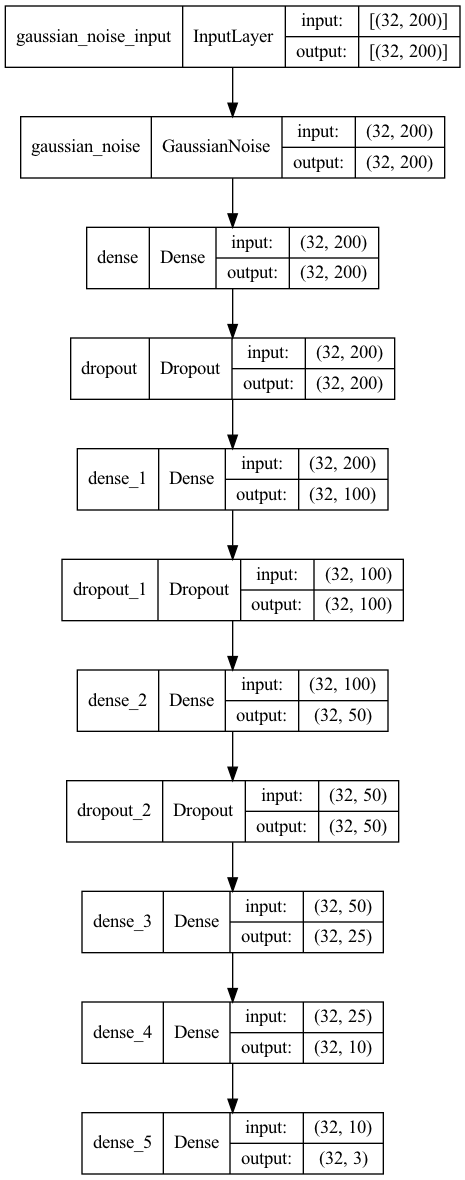 gaussian_noise_input InputLayer input: [(32, 200)]
output: [(32, 200)]
gaussian_noise GaussianNoise input: (32, 200)
output: (32, 200)
dense Dense input: (32, 200)
output: (32, 200)
dropout Dropout input: (32, 200)
output: (32, 200)
dense_1 Dense input: (32, 200)
output: (32, 100)
dropout_1 Dropout input: (32, 100)
output: (32, 100)
dense_2 Dense input: (32, 100)
output: (32, 50)
dropout_2 Dropout input: (32, 50)
output: (32, 50)
dense_3 Dense input: (32, 50)
output: (32, 25)
dense_4 Dense input: (32, 25)
output: (32, 10)
dense_5 Dense input: (32, 10)
output: (32, 3)